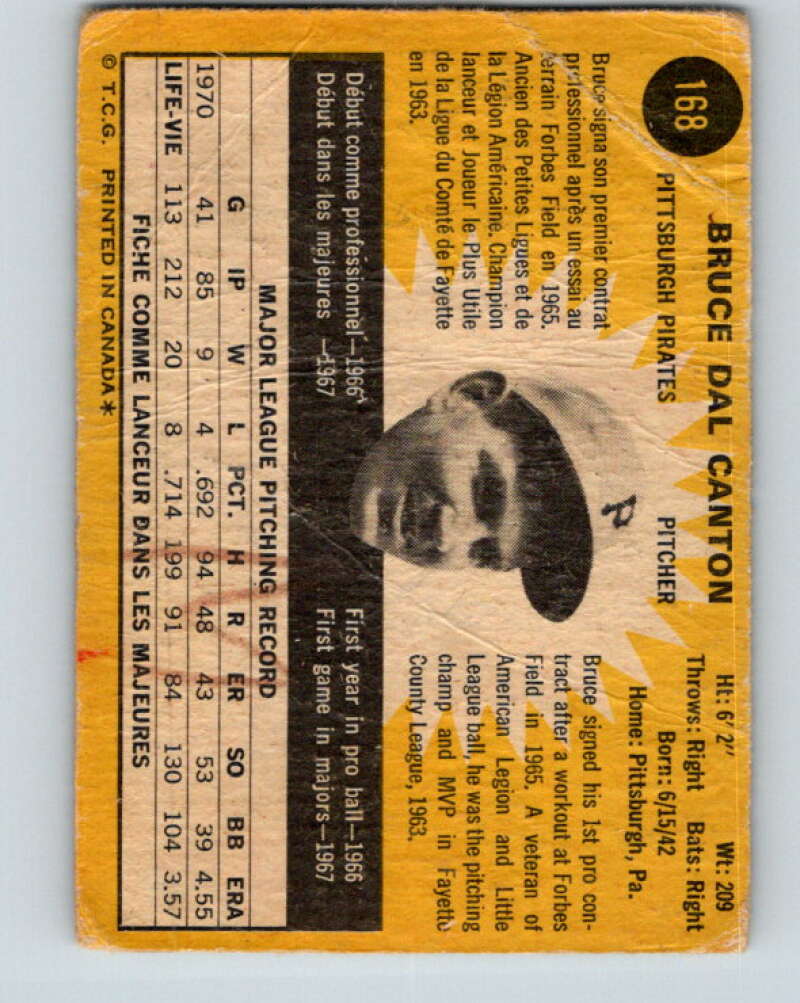 168
BRUCE DAL CANTON
PITTSBURGH PIRATES PITCHER
Ht: 6' 2" Wt: 209
Throws: Right Bats: Right
Born: 6/15/42
Home: Pittsburgh, Pa.
Bruce signa son premier contrat
professionnel après un essai au
terrain Forbes Field en 1965.
Ancien des Petites Ligues et de
la Légion Américaine. Champion
lanceur et Joueur le Plus Utile
de la Ligue du Comté de Fayette
en 1963.
P
Bruce signed his 1st pro con-
tract after a workout at Forbes
Field in 1965. A veteran of
American Legion and Little
League ball, he was the pitching
champ and MVP in Fayette
County League, 1963.
Début comme professionnel—1966
Début dans les majeures —1967
First year in pro ball—1966
First game in majors—1967
MAJOR LEAGUE PITCHING RECORD
G IP W L PCT. H R ER SO BB ERA
1970 41 85 9 4 .692 94 48 43 53 39 4.55
LIFE-VIE 113 212 20 8 .714 199 91 84 130 104 3.57
FICHE COMME LANCEUR DANS LES MAJEURES
© T.C.G. PRINTED IN CANADA*